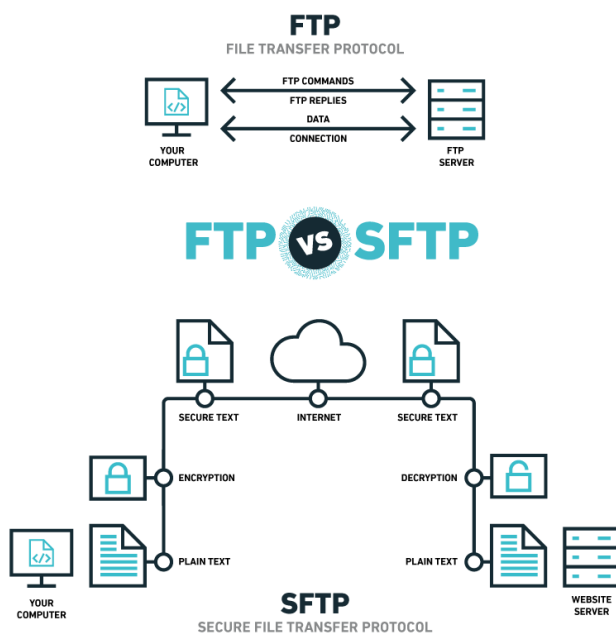 FTP
FILE TRANSFER PROTOCOL
FTP COMMANDS
FTP REPLIES
DATA
CONNECTION
YOUR
COMPUTER
FTP
SERVER
FTP VS SFTP
SECURE TEXT
INTERNET
SECURE TEXT
ENCRYPTION
DECRYPTION
PLAIN TEXT
PLAIN TEXT
YOUR
COMPUTER
WEBSITE
SERVER
SFTP
SECURE FILE TRANSFER PROTOCOL